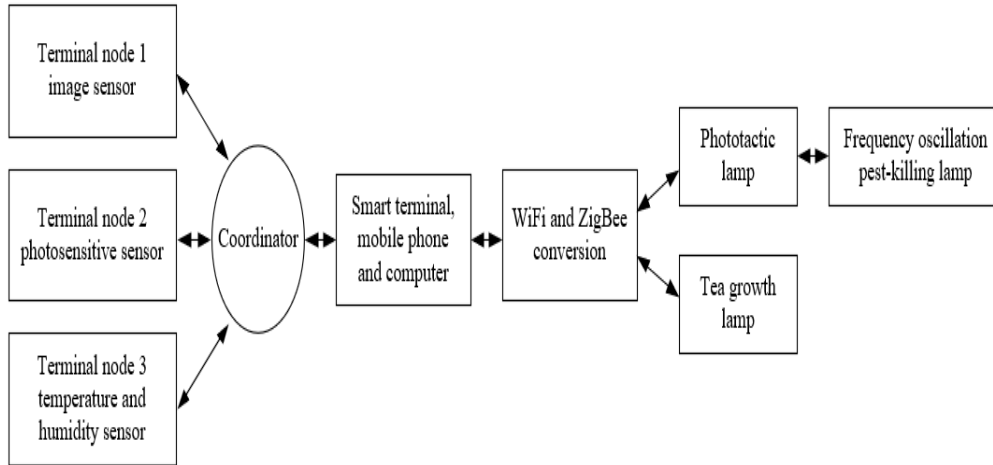 Terminal node 1
image sensor
Terminal node 2
photosensitive sensor
Terminal node 3
temperature and
humidity sensor
Coordinator
Smart terminal,
mobile phone
and computer
WiFi and ZigBee
conversion
Phototactic
lamp
Frequency oscillation
pest-killing lamp
Tea growth
lamp